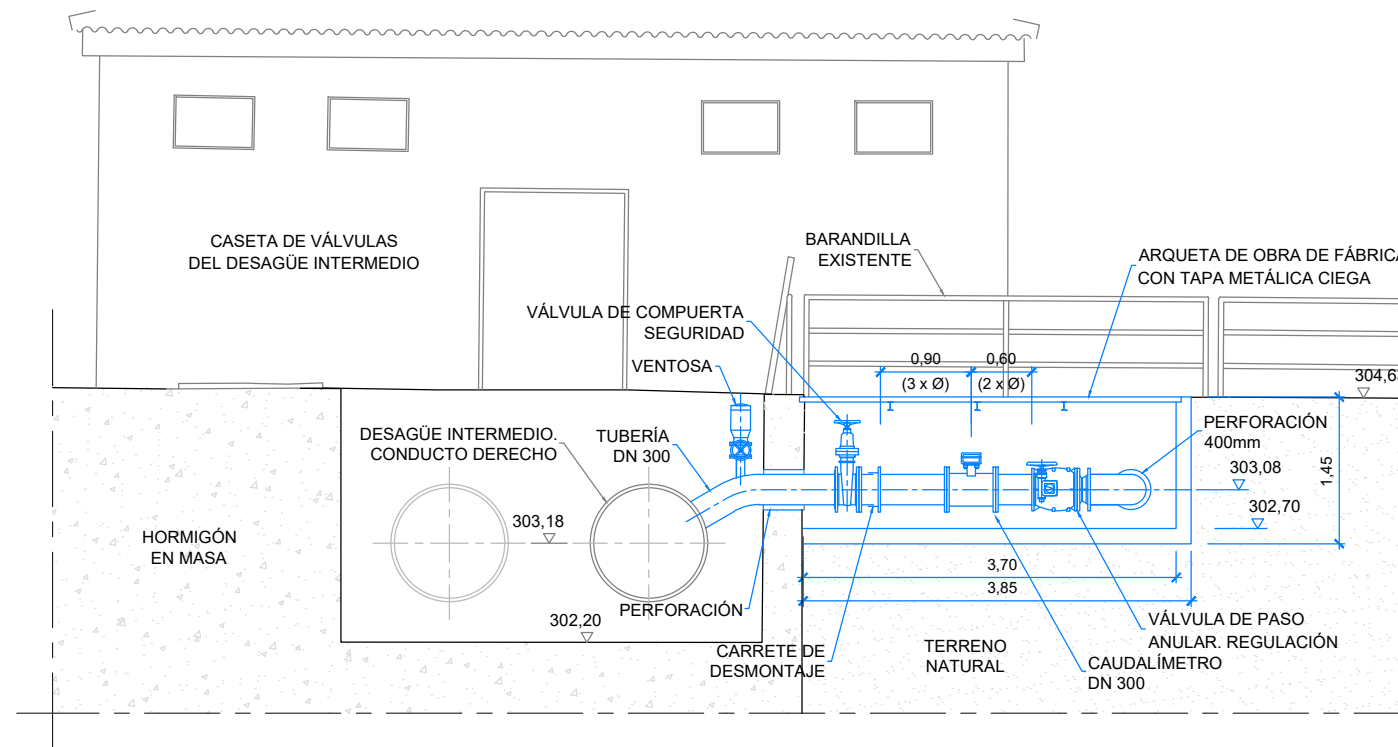 CASETA DE VÁLVULAS
DEL DESAGÜE INTERMEDIO
BARANDILLA
EXISTENTE
ARQUETA DE OBRA DE FÁBRICA
CON TAPA METÁLICA CIEGA
VÁLVULA DE COMPUERTA
SEGURIDAD
VENTOSA
0,90
(3 x Ø)
0,60
(2 x Ø)
304,63
DESAGÜE INTERMEDIO.
CONDUCTO DERECHO
TUBERÍA
DN 300
PERFORACIÓN
400mm
303,08
1,45
302,70
303,18
HORMIGÓN
EN MASA
3,70
3,85
PERFORACIÓN
302,20
CARRETE DE
DESMONTAJE
TERRENO
NATURAL
VÁLVULA DE PASO
ANULAR. REGULACIÓN
CAUDALÍMETRO
DN 300